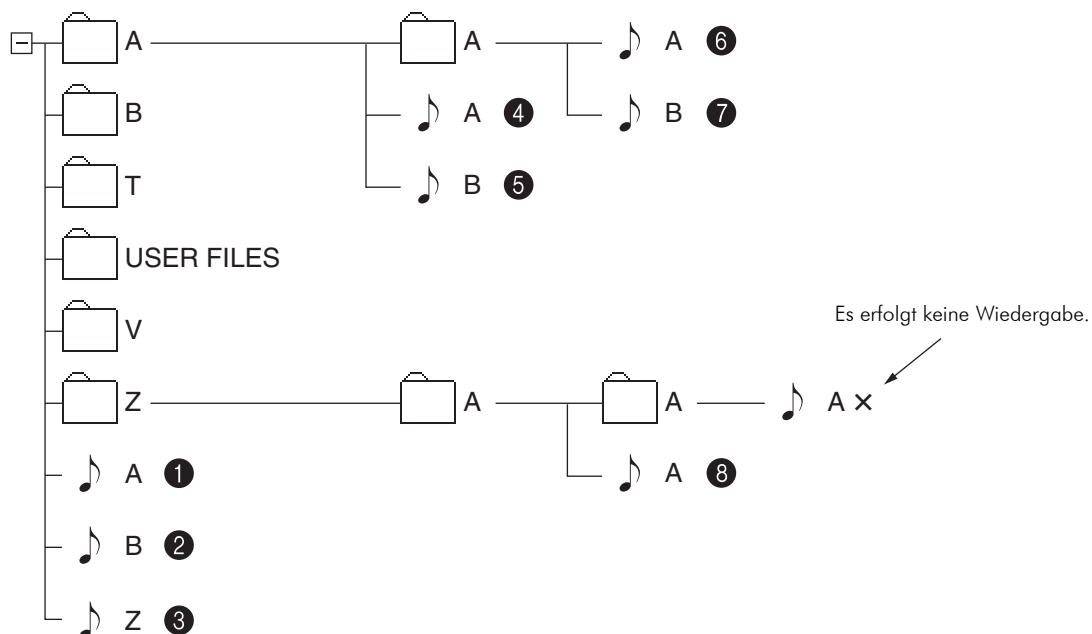 A A A 6
B A 4 B 7
T B 5
USER FILES
V
Es erfolgt keine Wiedergabe.
Z A A A ×
A 1 A 8
B 2
Z 3